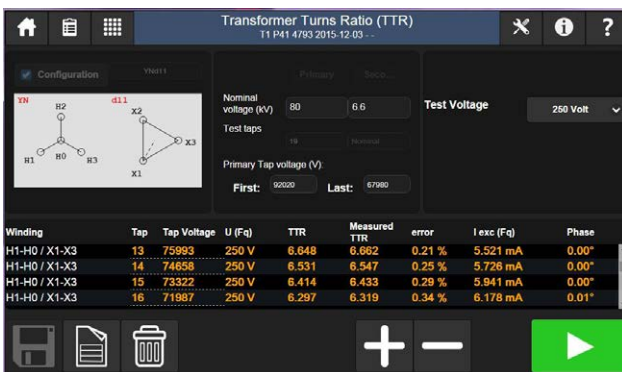 Transformer Turns Ratio (TTR)
T1 P41 4793 2015-12-03 - -
?
Configuration
YNd11
Primary
Seco...
YN
H2
H1
H0
H3
d11
X2
X3
X1
Nominal voltage (kV)
80
6.6
Test taps
19
Nominal
Primary Tap voltage (V):
First: 92020 Last: 67980
Test Voltage
250 Volt
Winding Tap Tap Voltage U (Fq) TTR Measured TTR error I exc (Fq) Phase
H1-H0 / X1-X3 13 75993 250 V 6.648 6.662 0.21 % 5.521 mA 0.00°
H1-H0 / X1-X3 14 74658 250 V 6.531 6.547 0.25 % 5.726 mA 0.00°
H1-H0 / X1-X3 15 73322 250 V 6.414 6.433 0.29 % 5.941 mA 0.00°
H1-H0 / X1-X3 16 71987 250 V 6.297 6.319 0.34 % 6.178 mA 0.01°